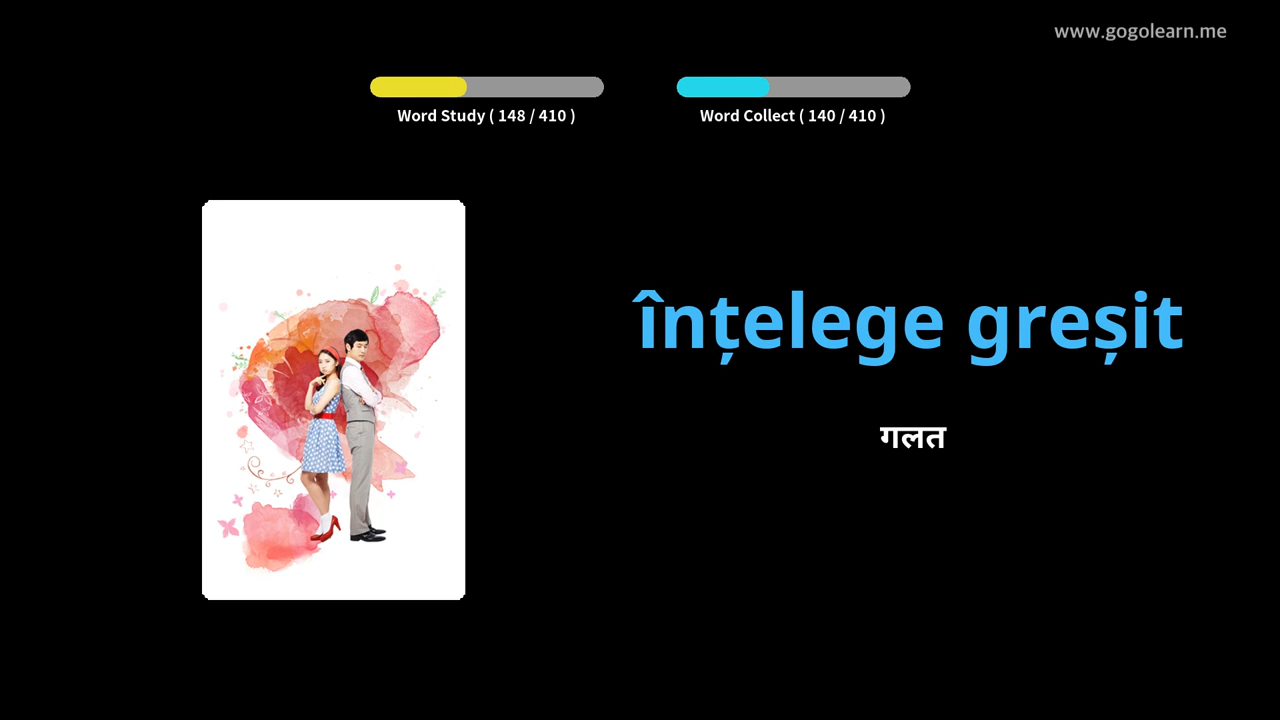 www.gogolearn.me
Word Study ( 148 / 410 )
Word Collect ( 140 / 410 )
înțelege greșit
गलत